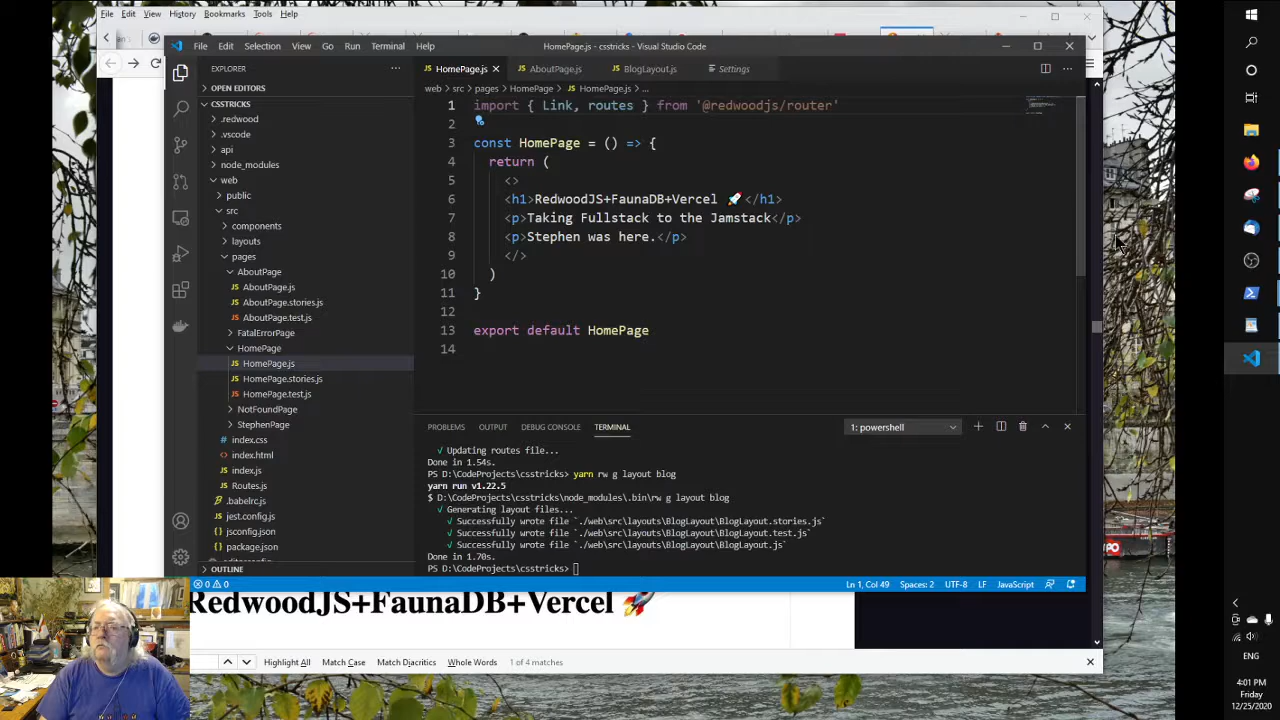 File Edit View History Bookmarks Tools Help
File Edit Selection View Go Run Terminal Help
HomePage.js - csstricks - Visual Studio Code
EXPLORER
HomePage.js AboutPage.js BlogLayout.js Settings
OPEN EDITORS
web > src > pages > HomePage > HomePage.js > ...
CSSTRICKS
.redwood
.vscode
api
node_modules
web
public
src
components
layouts
pages
AboutPage
AboutPage.js
AboutPage.stories.js
AboutPage.test.js
FatalErrorPage
HomePage
HomePage.js
HomePage.stories.js
HomePage.test.js
NotFoundPage
StephenPage
index.css
index.html
index.js
Routes.js
.babelrc.js
jest.config.js
jsconfig.json
package.json
OUTLINE
1 import { Link, routes } from '@redwoodjs/router'
2
3 const HomePage = () => {
4 return (
5 <>
6 <h1>RedwoodJS+FaunaDB+Vercel 🚀</h1>
7 <p>Taking Fullstack to the Jamstack</p>
8 <p>Stephen was here.</p>
9 </>
10 )
11 }
12
13 export default HomePage
14
PROBLEMS OUTPUT DEBUG CONSOLE TERMINAL 1: powershell
√ Updating routes file...
Done in 1.54s.
PS D:\CodeProjects\csstricks> yarn rw g layout blog
yarn run v1.22.5
$ D:\CodeProjects\csstricks\node_modules\.bin\rw g layout blog
√ Generating layout files...
√ Successfully wrote file `./web\src\layouts\BlogLayout\BlogLayout.stories.js`
√ Successfully wrote file `./web\src\layouts\BlogLayout\BlogLayout.test.js`
√ Successfully wrote file `./web\src\layouts\BlogLayout\BlogLayout.js`
Done in 1.70s.
PS D:\CodeProjects\csstricks>
0 0 Ln 1, Col 49 Spaces: 2 UTF-8 LF JavaScript
RedwoodJS+FaunaDB+Vercel 🚀
Highlight All Match Case Match Diacritics Whole Words 1 of 4 matches
ENG
4:01 PM
Friday
12/25/2020